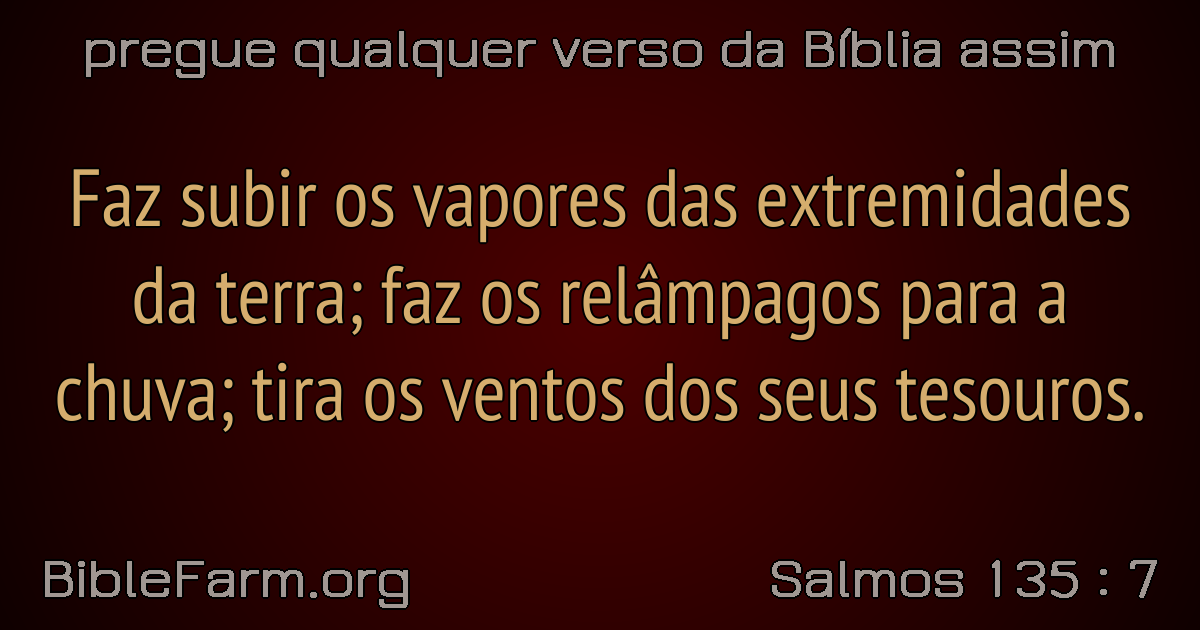 pregue qualquer verso da Bíblia assim
Faz subir os vapores das extremidades
da terra; faz os relâmpagos para a
chuva; tira os ventos dos seus tesouros.
BibleFarm.org
Salmos 135 : 7